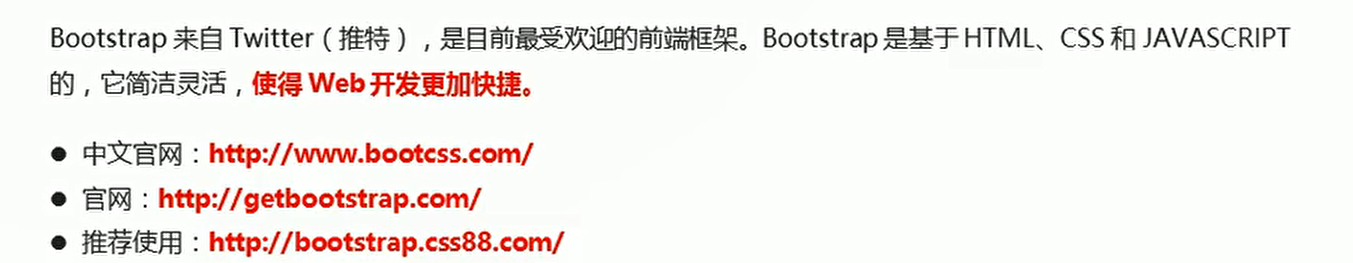 Bootstrap 来自 Twitter（推特），是目前最受欢迎的前端框架。Bootstrap 是基于 HTML、CSS 和 JAVASCRIPT
的，它简洁灵活，使得 Web 开发更加快捷。
● 中文官网：http://www.bootcss.com/
● 官网：http://getbootstrap.com/
● 推荐使用：http://bootstrap.css88.com/